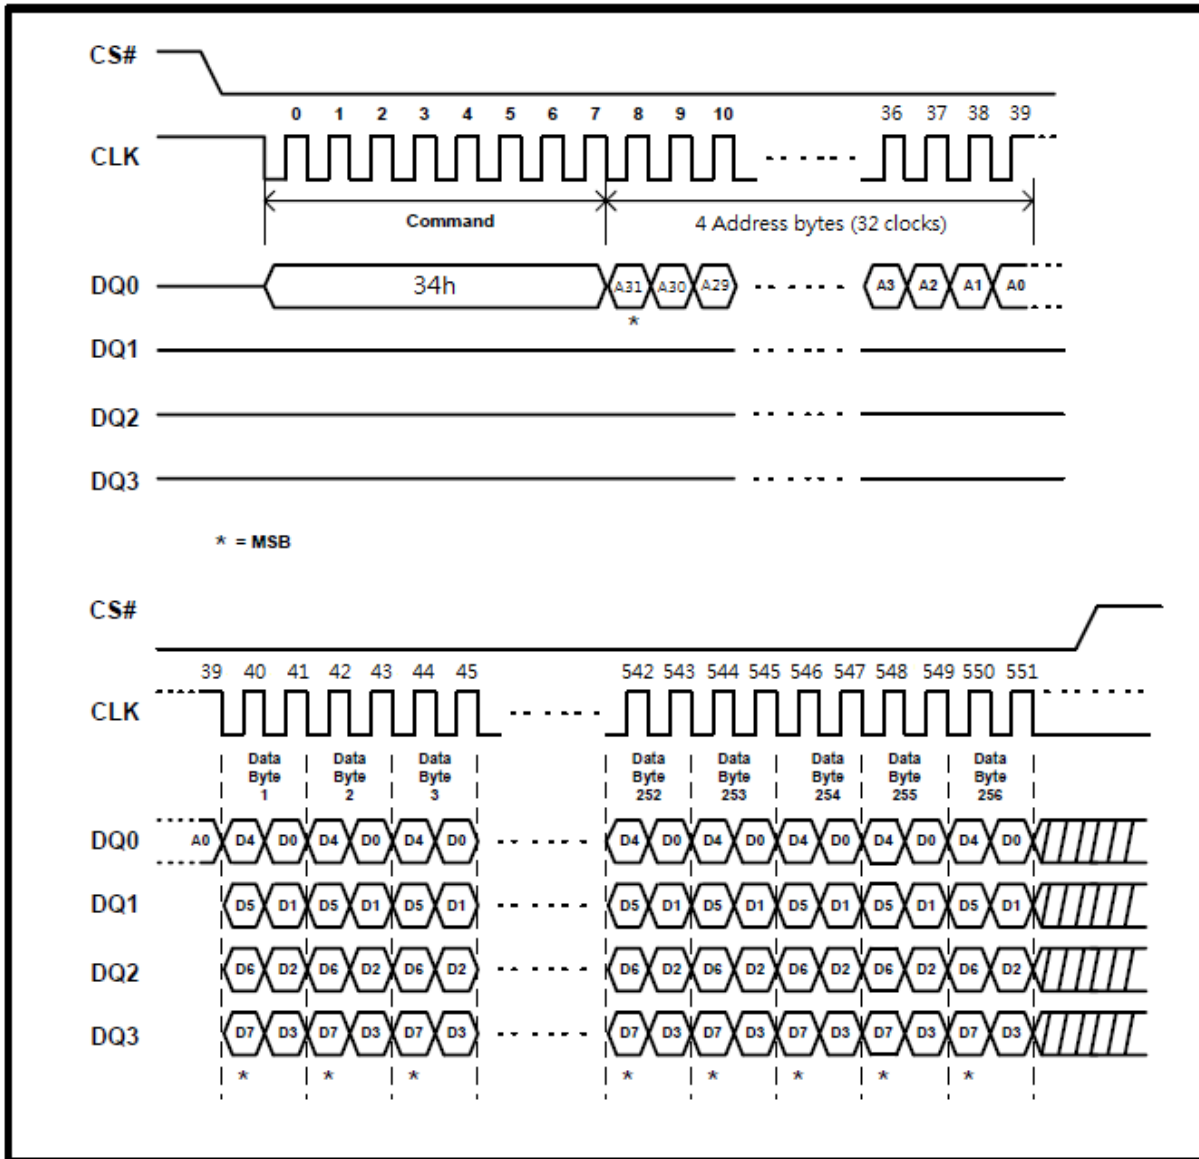 CS#
0 1 2 3 4 5 6 7 8 9 10 36 37 38 39
CLK
Command 4 Address bytes (32 clocks)
DQ0 34h A31 A30 A29 A3 A2 A1 A0
*
DQ1
DQ2
DQ3
* = MSB
CS#
39 40 41 42 43 44 45 542 543 544 545 546 547 548 549 550 551
CLK
Data Data Data Data Data Data Data Data
Byte Byte Byte Byte Byte Byte Byte Byte
1 2 3 252 253 254 255 256
DQ0 A0 D4 D0 D4 D0 D4 D0 D4 D0 D4 D0 D4 D0 D4 D0 D4 D0
DQ1 D5 D1 D5 D1 D5 D1 D5 D1 D5 D1 D5 D1 D5 D1 D5 D1
DQ2 D6 D2 D6 D2 D6 D2 D6 D2 D6 D2 D6 D2 D6 D2 D6 D2
DQ3 D7 D3 D7 D3 D7 D3 D7 D3 D7 D3 D7 D3 D7 D3 D7 D3
* * * * * * * *